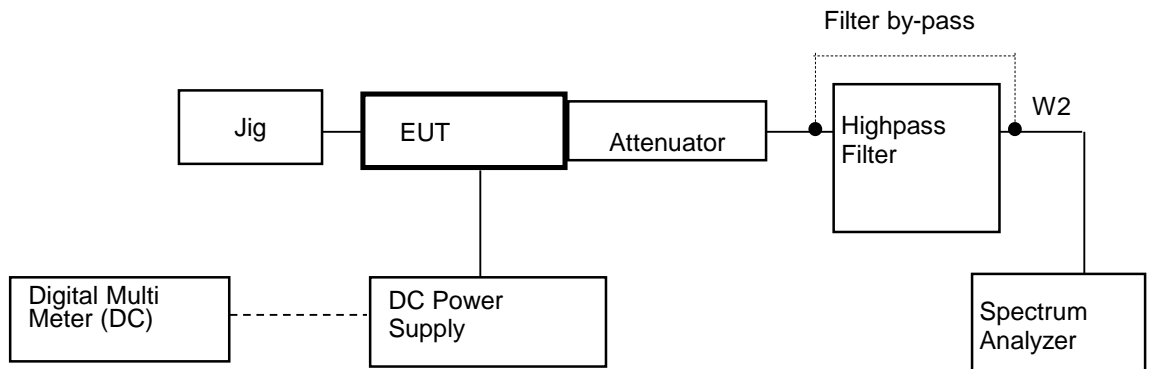 Filter by-pass
Jig
EUT
Attenuator
Highpass
Filter
W2
Digital Multi
Meter (DC)
DC Power
Supply
Spectrum
Analyzer